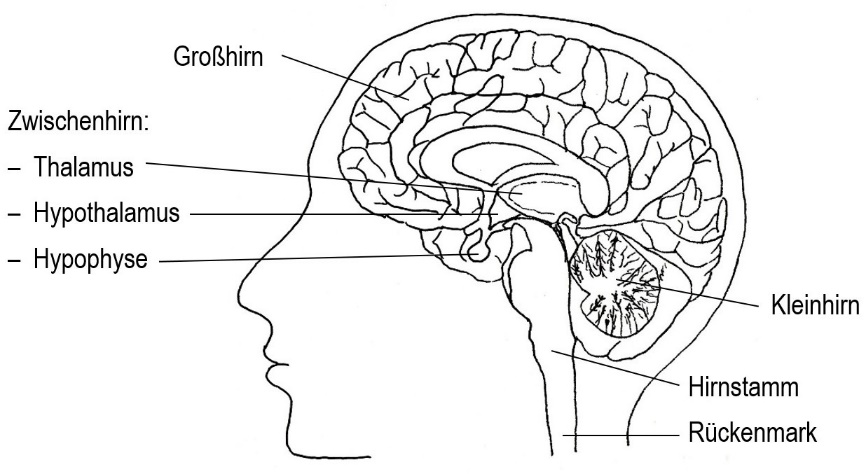 Großhirn
Zwischenhirn:
– Thalamus
– Hypothalamus
– Hypophyse
Kleinhirn
Hirnstamm
Rückenmark